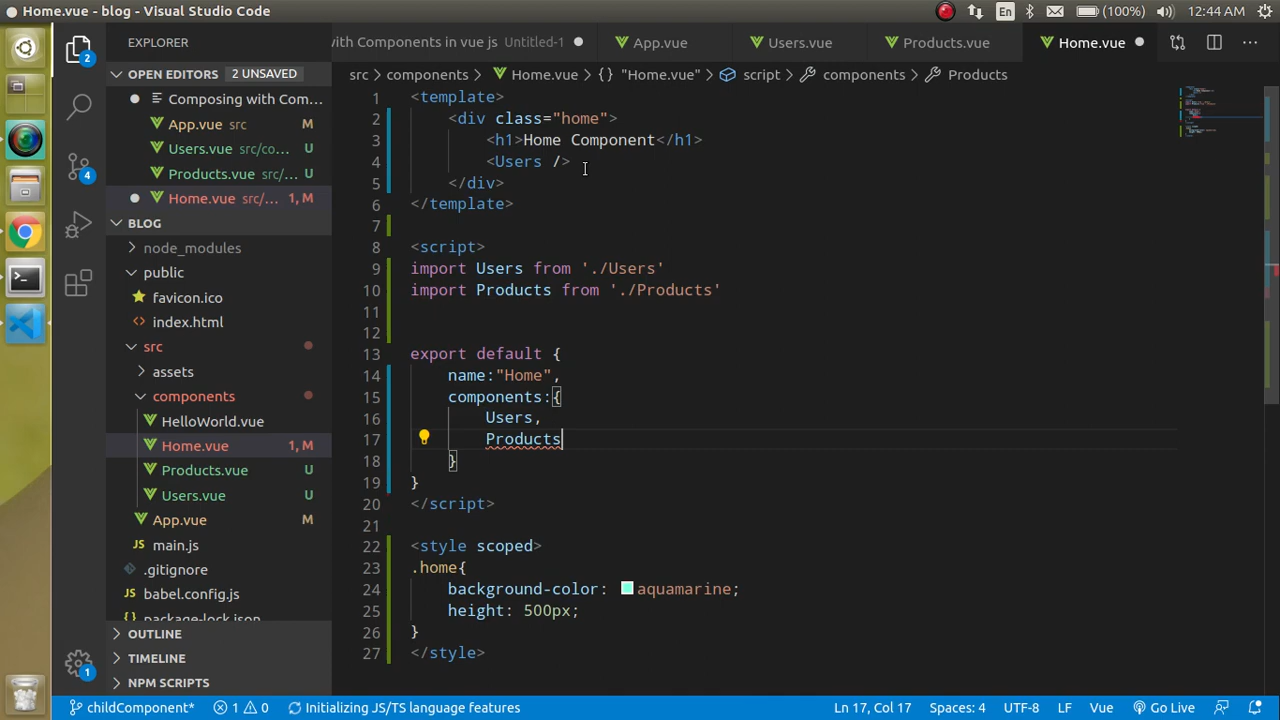 Home.vue - blog - Visual Studio Code
En
(100%)
12:44 AM
EXPLORER
with Components in vue js Untitled-1
App.vue
Users.vue
Products.vue
Home.vue
2
OPEN EDITORS 2 UNSAVED
Composing with Com...
App.vue src M
Users.vue src/co... U
Products.vue src/... U
Home.vue src/... 1, M
BLOG
node_modules
public
favicon.ico
index.html
src
assets
components
HelloWorld.vue
Home.vue 1, M
Products.vue U
Users.vue U
App.vue M
main.js
.gitignore
babel.config.js
package-lock.json
OUTLINE
TIMELINE
NPM SCRIPTS
1
src > components > Home.vue > {} "Home.vue" > script > components > Products
1 <template>
2 <div class="home">
3 <h1>Home Component</h1>
4 <Users />
5 </div>
6 </template>
7
8 <script>
9 import Users from './Users'
10 import Products from './Products'
11
12
13 export default {
14 name:"Home",
15 components:{
16 Users,
17 Products
18 }
19 }
20 </script>
21
22 <style scoped>
23 .home{
24 background-color: aquamarine;
25 height: 500px;
26 }
27 </style>
childComponent* 1 0 Initializing JS/TS language features Ln 17, Col 17 Spaces: 4 UTF-8 LF Vue Go Live